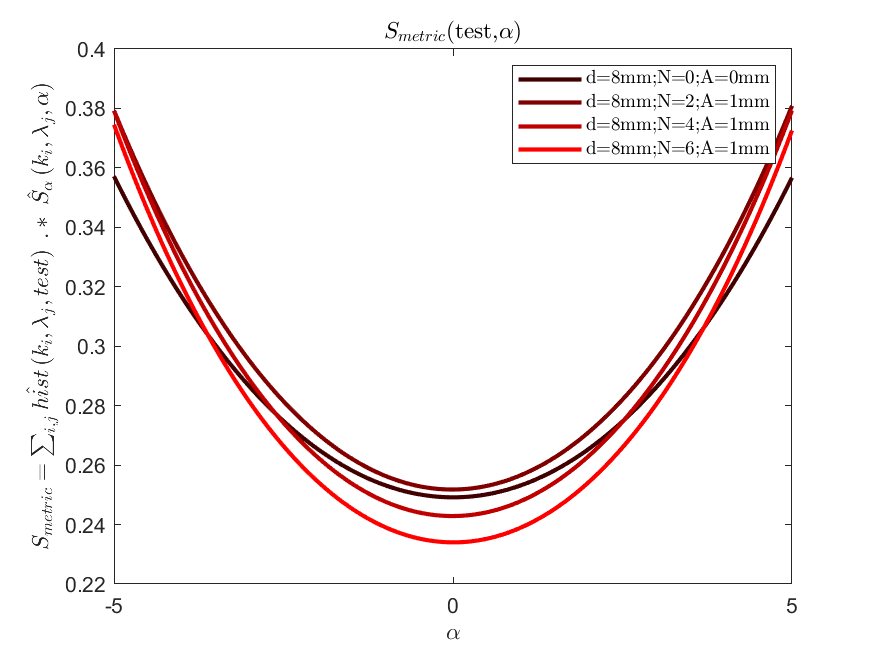 S_metric(test,α)
0.4
0.38
0.36
0.34
0.32
0.3
0.28
0.26
0.24
0.22
-5
0
5
α
S_metric = ∑_{i,j} hîst (k_i, λ_j, test) .* Ŝ_α (k_i, λ_j, α)
d=8mm;N=0;A=0mm
d=8mm;N=2;A=1mm
d=8mm;N=4;A=1mm
d=8mm;N=6;A=1mm